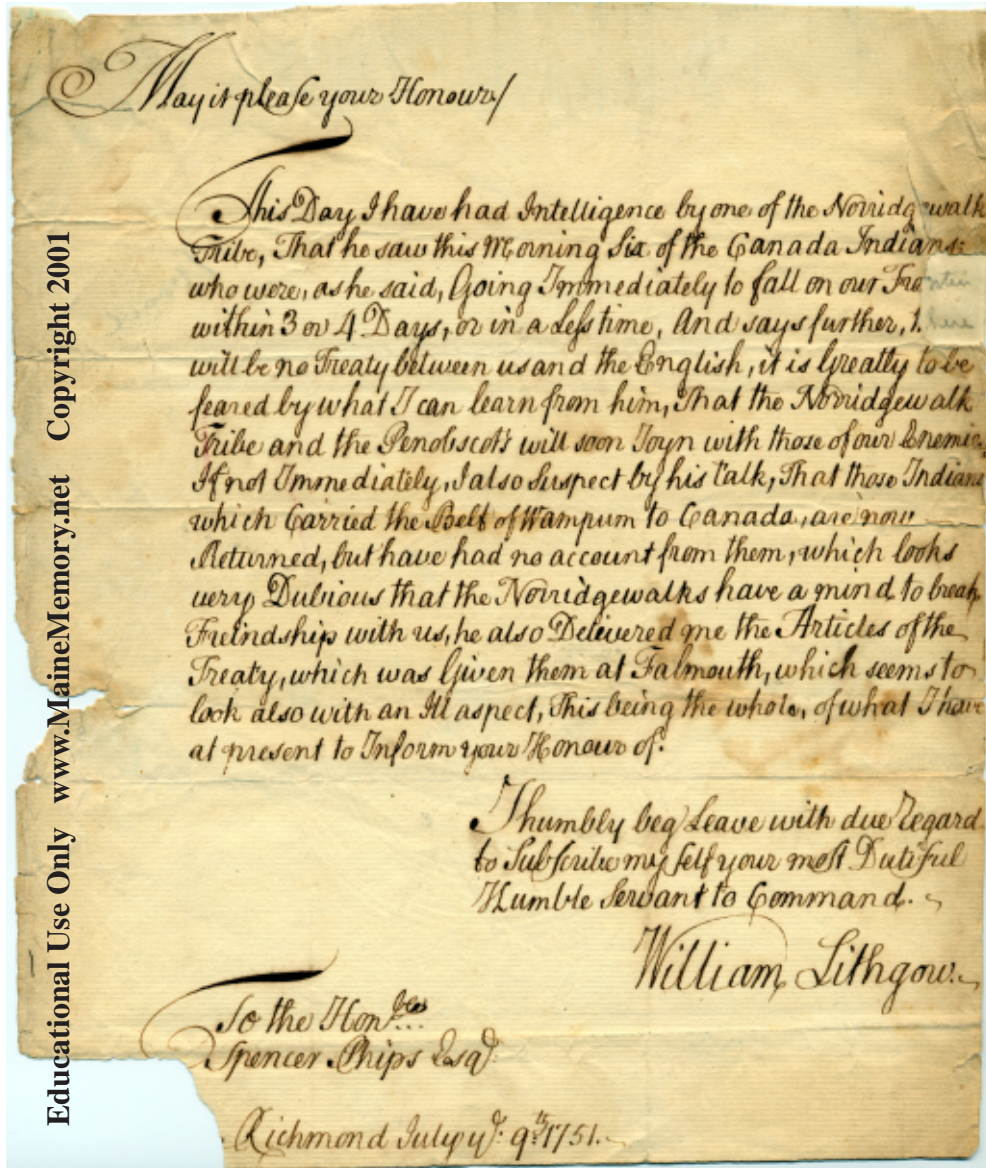 May it please your Honour/
This Day I have had Intelligence by one of the Norridgewalk
Tribe, That he saw this Morning Six of the Canada Indians
who were, as he said, Going Immediately to fall on our Frontiers
within 3 or 4 Days, or in a Less time, And says further, there
will be no Treaty between us and the English, it is Greatly to be
feared by what I can learn from him, That the Norridgewalk
Tribe and the Penobscots will soon Joyn with those of our Enemies
If not Immediately, I also Suspect by his talk, That those Indians
which Carried the Belt of Wampum to Canada, are now
Returned, but have had no account from them, which looks
very Dubious that the Norridgewalks have a mind to break
Freindship with us, he also Delivered me the Articles of the
Treaty, which was Given them at Falmouth, which seems to
look also with an Ill aspect, This being the whole, of what I have
at present to Inform your Honour of.
I humbly beg Leave with due Regard
to Subscribe my self your most Dutiful
Humble Servant to Command.
William Lithgow
To the Honble
Spencer Phips Esqr
Richmond July ye: 9th 1751.
Educational Use Only www.MaineMemory.net Copyright 2001